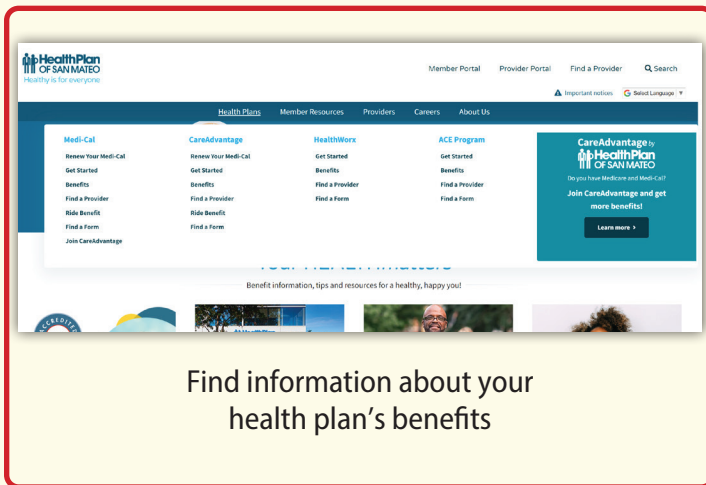 HealthPlan
OF SAN MATEO
Healthy is for everyone
Member Portal Provider Portal Find a Provider Search
Important notices Select Language
Health Plans Member Resources Providers Careers About Us
Medi-Cal
Renew Your Medi-Cal
Get Started
Benefits
Find a Provider
Ride Benefit
Find a Form
Join CareAdvantage
CareAdvantage
Renew Your Medi-Cal
Get Started
Benefits
Find a Provider
Ride Benefit
Find a Form
HealthWorx
Get Started
Benefits
Find a Provider
Find a Form
ACE Program
Get Started
Benefits
Find a Provider
Find a Form
CareAdvantage by
HealthPlan
OF SAN MATEO
Do you have Medicare and Medi-Cal?
Join CareAdvantage and get
more benefits!
Learn more >
Your HEALTH matters
Benefit information, tips and resources for a healthy, happy you!
ACCREDITED
HealthPlan
Find information about your
health plan's benefits